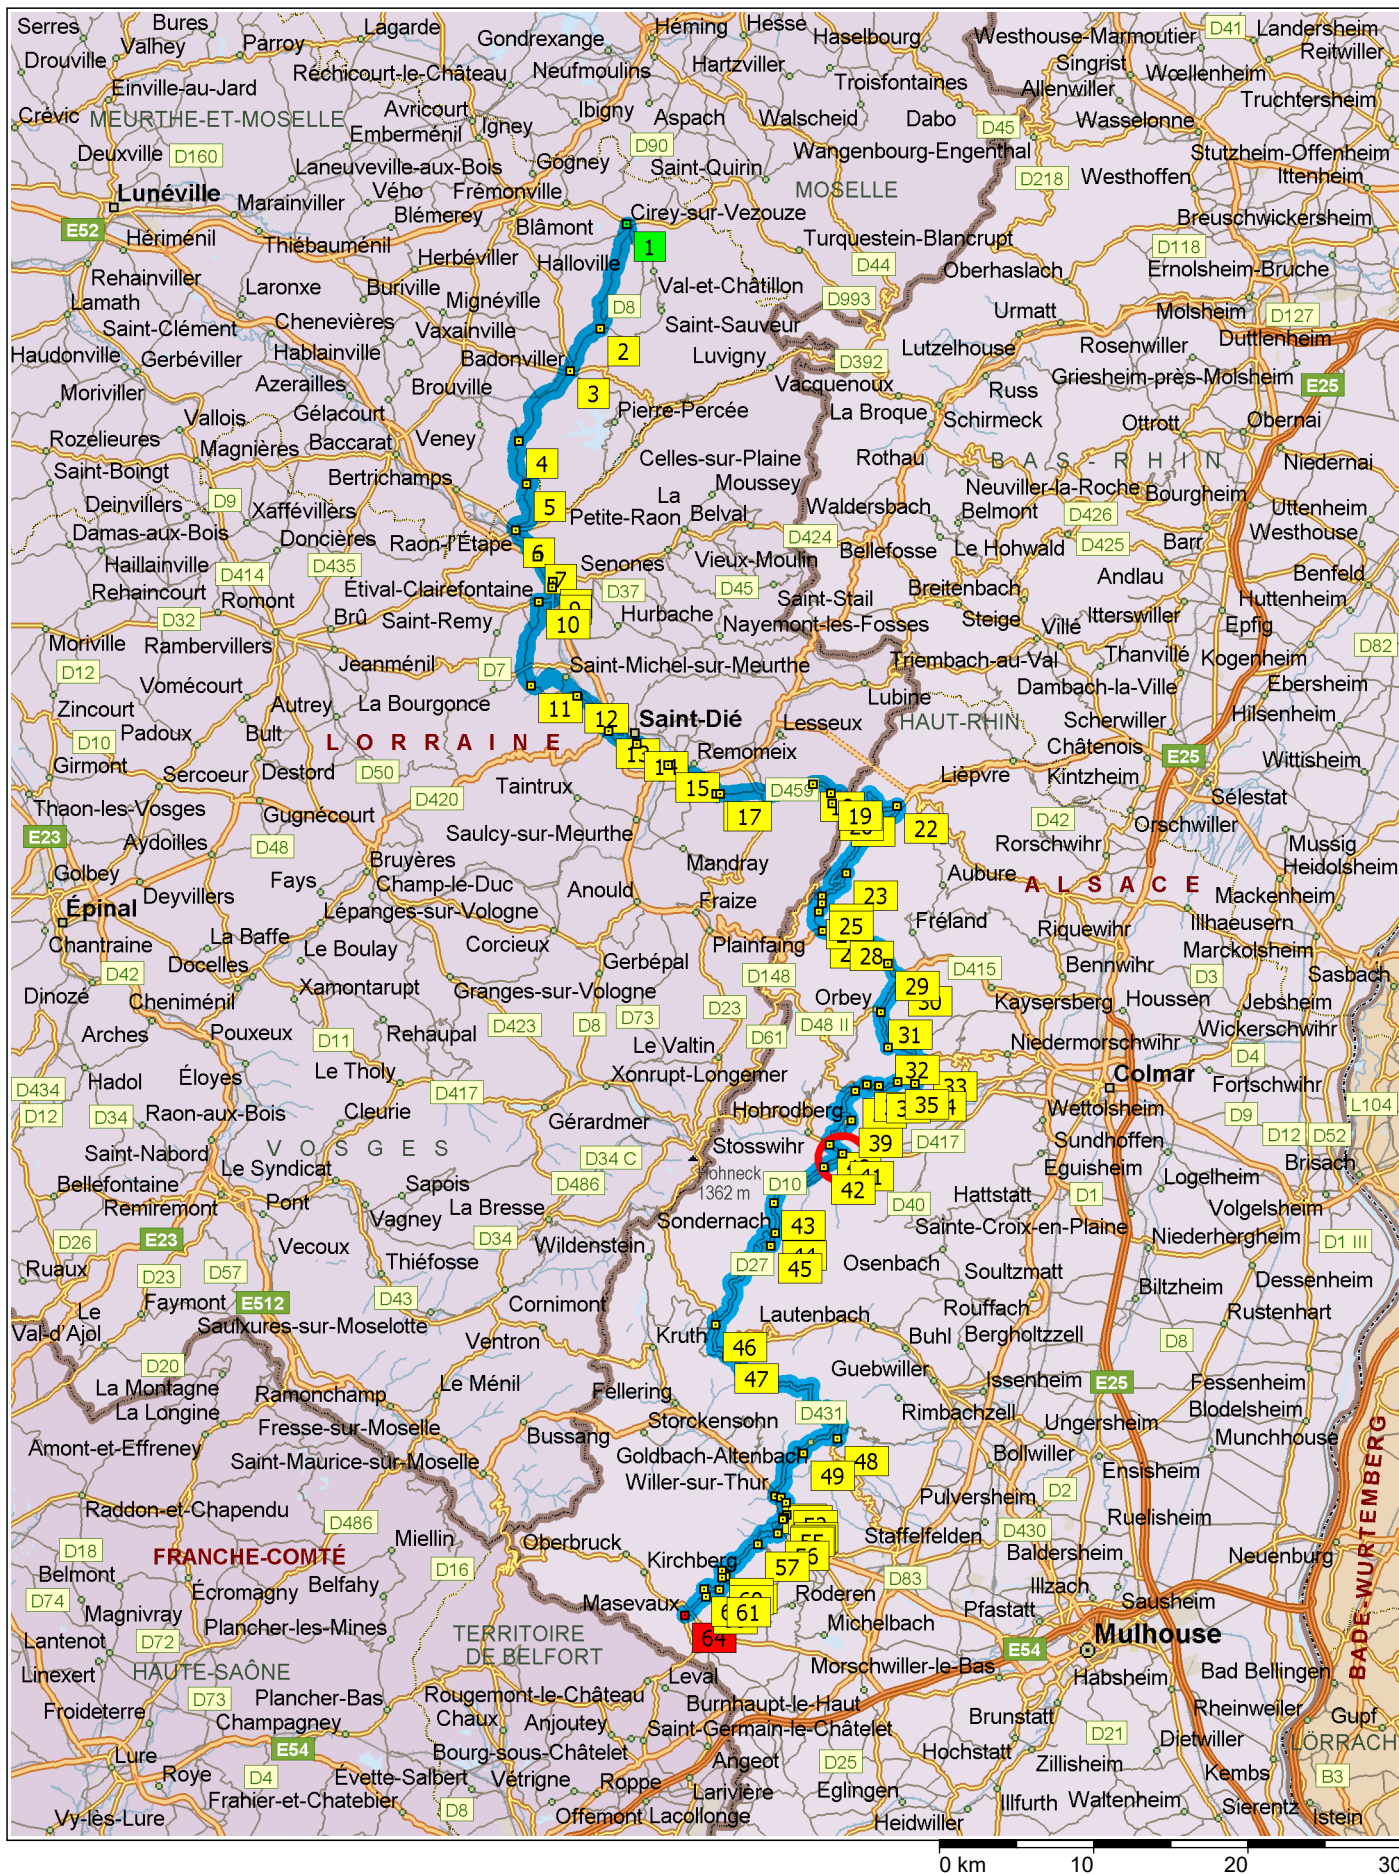 Serres
Bures
Lagarde
Héming
Hesse
Westhouse-Marmoutier
D41
Landersheim
Valhey
Parroy
Gondrexange
Haselbourg
Reitwiller
Drouville
Réchicourt-le-Château
Neufmoulins
Hartzviller
Singrist
Wœllenheim
Einville-au-Jard
Troisfontaines
Allenwiller
Truchtersheim
Crévic
MEURTHE-ET-MOSELLE
Avricourt
Ibigny
Aspach
Walscheid
Dabo
D45
Wasselonne
Emberménil
Igney
Deuxville
D160
D90
Wangenbourg-Engenthal
Stutzheim-Offenheim
Laneuveville-aux-Bois
Gogney
Saint-Quirin
D218
Westhoffen
Ittenheim
Lunéville
Vého
Frémonville
MOSELLE
Marainviller
Blémerey
Blâmont
Cirey-sur-Vezouze
Breuschwickersheim
E52
Hériménil
Thiébauménil
1
Turquestein-Blancrupt
D118
Herbéviller
Halloville
D44
Oberhaslach
Ernolsheim-Bruche
Rehainviller
Laronxe
Buriville
Val-et-Châtillon
D993
Lamath
Mignéville
D8
Urmatt
Molsheim
D127
Saint-Clément
Chenevières
Vaxainville
Saint-Sauveur
Duttlenheim
Haudonville
Gerbéviller
Hablainville
Badonviller
2
Luvigny
D392
Lutzelhouse
Rosenwiller
Azerailles
Brouville
3
Vacquenoux
Russ
Griesheim-près-Molsheim
E25
Moriviller
Vallois
Gélacourt
Pierre-Percée
La Broque
Schirmeck
Ottrott
Obernai
Rozelieures
Magnières
Baccarat
Veney
Saint-Boingt
Bertrichamps
4
Celles-sur-Plaine
Rothau
BAS-RHIN
Niedernai
Deinvillers
D9
Xaffévillers
5
La
Petite-Raon
Moussey
Belval
Waldersbach
Neuviller-la-Roche
Bourgheim
Belmont
D426
Uttenheim
Damas-aux-Bois
Doncières
Raon-l'Étape
D424
D425
Westhouse
Haillainville
D414
D435
6
Senones
Vieux-Moulin
Bellefosse
Le Hohwald
Barr
Rehaincourt
Romont
Étival-Clairefontaine
7
D37
D45
Breitenbach
Andlau
Benfeld
D32
Brû
Saint-Remy
9
10
Hurbache
Saint-Stail
Huttenheim
Moriville
Rambervillers
Nayemont-les-Fosses
Steige
Villé
Itterswiller
Epfig
D82
D12
Jeanménil
D7
Saint-Michel-sur-Meurthe
Triembach-au-Val
Thanvillé
Kogenheim
Vomécourt
La Bourgonce
11
Lubine
Dambach-la-Ville
Ebersheim
Zincourt
Autrey
12
Saint-Dié
Lesseux
HAUT-RHIN
Scherwiller
Hilsenheim
D10
Padoux
Bult
LORRAINE
13
Remomeix
Châtenois
E25
Wittisheim
Girmont
Sercoeur
Destord
D50
14
Lièpvre
Kintzheim
Thaon-les-Vosges
D420
Taintrux
15
D459
Sélestat
E23
Gugnécourt
17
19
22
D42
Orschwiller
Aydoilles
D48
Saulcy-sur-Meurthe
20
Rorschwihr
Mussig
Golbey
Bruyères
Mandray
Heidolsheim
Deyvillers
Fays
Champ-le-Duc
Anould
23
Aubure
ALSACE
Mackenheim
Épinal
Lépanges-sur-Vologne
Fraize
25
Fréland
Illhaeusern
Chantraine
La Baffe
Le Boulay
Corcieux
Plainfaing
Riquewihr
Marckolsheim
D42
Docelles
Gerbépal
28
Bennwihr
Sasbach
Dinozé
Cheniménil
Xamontarupt
Granges-sur-Vologne
D148
D415
D3
29
30
Orbey
Kaysersberg
Houssen
Jebsheim
Arches
Pouxeux
D11
Rehaupal
D423
D8
D73
D23
D48 II
31
Wickerschwihr
D61
Le Valtin
Niedermorschwihr
D4
D434
Hadol
Éloyes
Le Tholy
Xonrupt-Longemer
32
Colmar
Fortschwihr
D12
D34
Raon-aux-Bois
Cleurie
D417
Gérardmer
Hohrodberg
33
35
Wettolsheim
D9
L104
VOSGES
Stosswihr
39
D417
Sundhoffen
D12
D52
Saint-Nabord
Le Syndicat
D34 C
Hohneck
1362 m
41
Eguisheim
Logelheim
Brisach
Bellefontaine
Sapois
D486
D10
42
Hattstatt
D1
Remiremont
Pont
Vagney
La Bresse
D40
Volgelsheim
Sondernach
43
Sainte-Croix-en-Plaine
D26
E23
Vecoux
D34
Wildenstein
Niederhergheim
D1 III
Ruaux
D23
D57
Thiéfosse
D27
44
45
Osenbach
Soultzmatt
Dessenheim
Le
Val-d'Ajol
Faymont
E512
D43
Cornimont
Biltzheim
Rouffach
Rustenhart
Saulxures-sur-Moselotte
Ventron
Kruth
Lautenbach
Buhl
Bergholtzzell
D8
D20
46
La Montagne
Le Ménil
47
Guebwiller
Issenheim
E25
Fessenheim
Ramonchamp
Fellering
La Longine
Fresse-sur-Moselle
Storckensohn
D431
Rimbachzell
Ungersheim
Blodelsheim
Amont-et-Effreney
Bussang
Goldbach-Altenbach
Munchhouse
Saint-Maurice-sur-Moselle
48
Bollwiller
Ensisheim
Willer-sur-Thur
49
Pulversheim
D2
Raddon-et-Chapendu
D486
Miellin
Ruelisheim
Oberbruck
55
Staffelfelden
D430
D18
FRANCHE-COMTÉ
D16
Kirchberg
56
57
Baldersheim
Neuenburg
Belmont
Écromagny
Belfahy
D83
D74
Magnivray
Masevaux
Roderen
Illzach
Sausheim
Plancher-les-Mines
61
Michelbach
Pfastatt
Lantenot
D72
TERRITOIRE
DE BELFORT
64
E54
Mulhouse
Linexert
HAUTE-SAÔNE
Leval
Morschwiller-le-Bas
Habsheim
Bad Bellingen
D73
Plancher-Bas
Rougemont-le-Château
Burnhaupt-le-Haut
Rheinweiler
Froideterre
Champagney
Chaux
Anjoutey
Saint-Germain-le-Châtelet
Brunstatt
Gupf
D21
Lure
E54
Bourg-sous-Châtelet
Angeot
Hochstatt
Dietwiller
LÖRRACH
D25
Zillisheim
Roye
D4
Évette-Salbert
Vétrigne
Roppe
Larivière
Eglingen
Kembs
B3
Frahier-et-Chatebier
D8
Illfurth
Waltenheim
Sierentz
Vy-lès-Lure
Offemont
Lacollonge
Heidwiller
Istein
BADE-WURTEMBERG
0 km
10
20
30